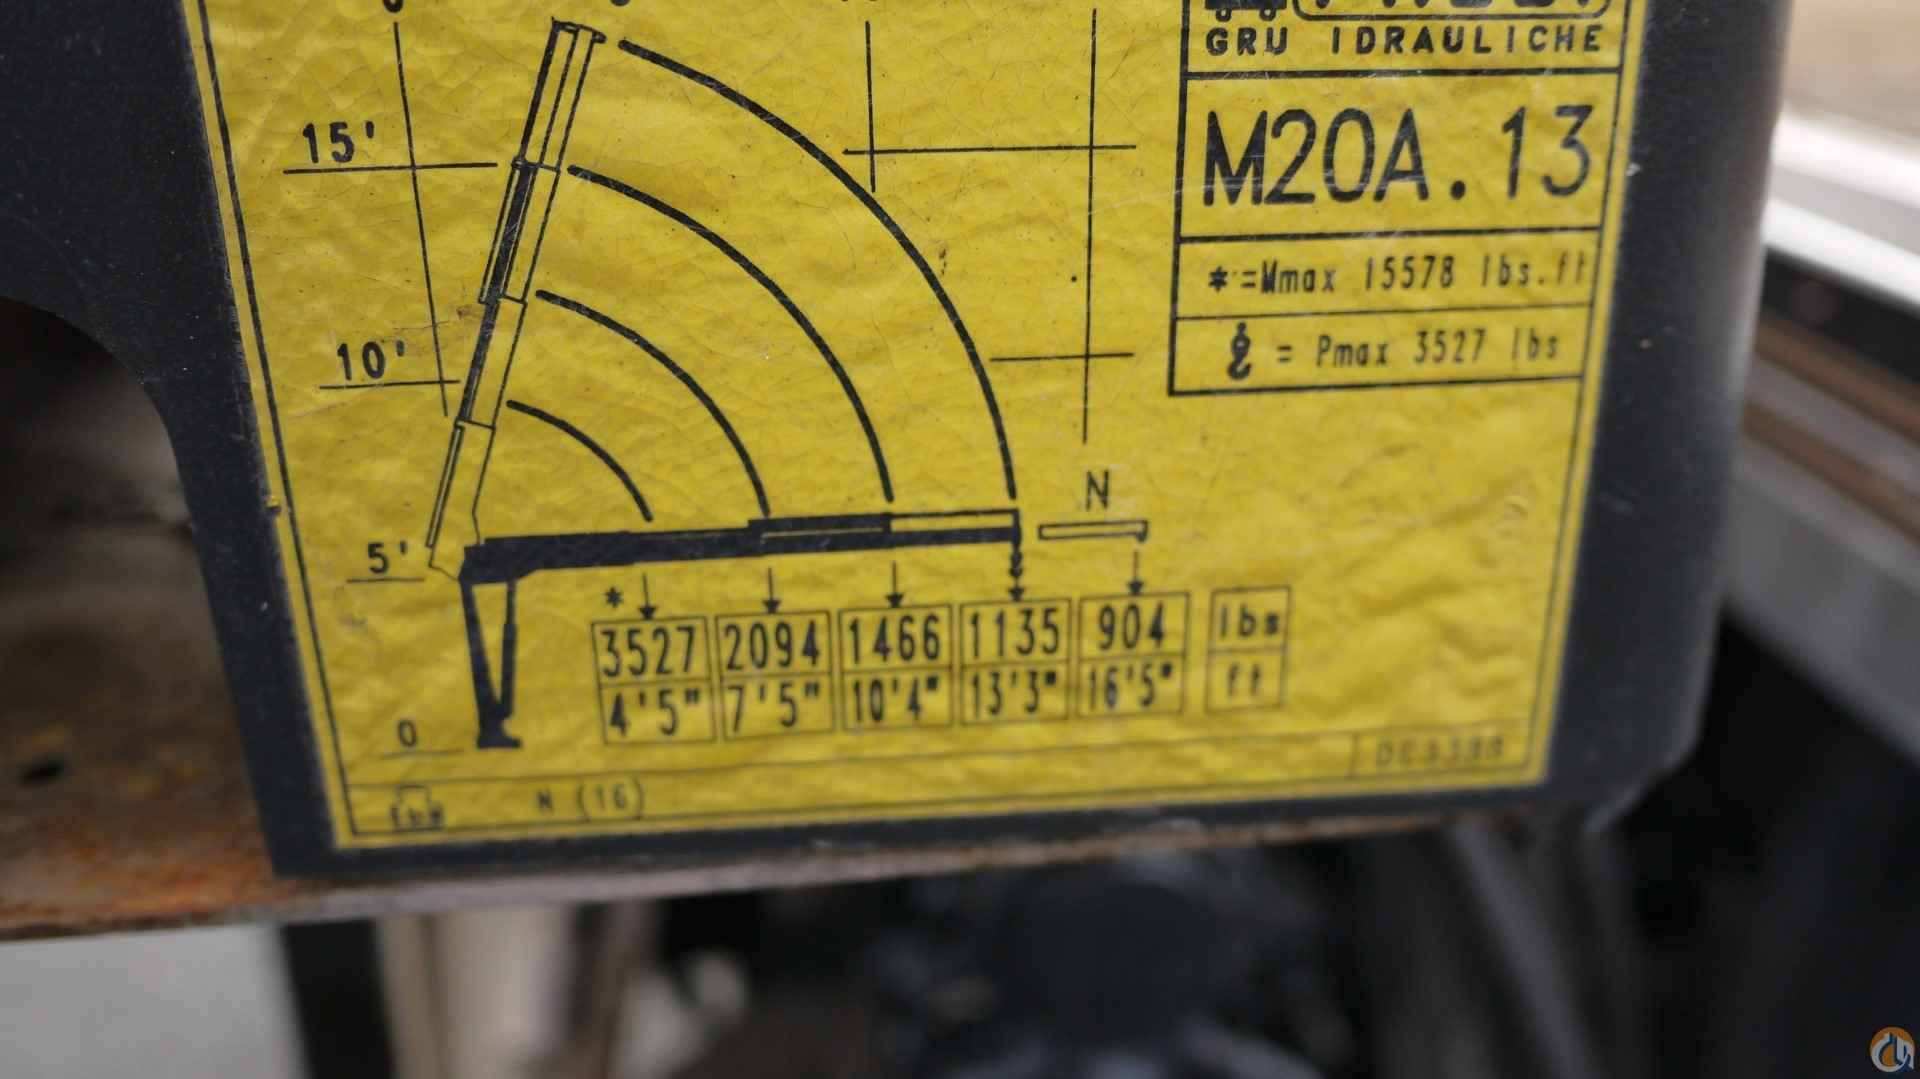 GRU IDRAULICHE
M20A.13
*=Mmax 15578 lbs.ft
= Pmax 3527 lbs
15'
10'
5'
0
N
*
3527 2094 1466 1135 904 lbs
4'5" 7'5" 10'4" 13'3" 16'5" ft
N (16)